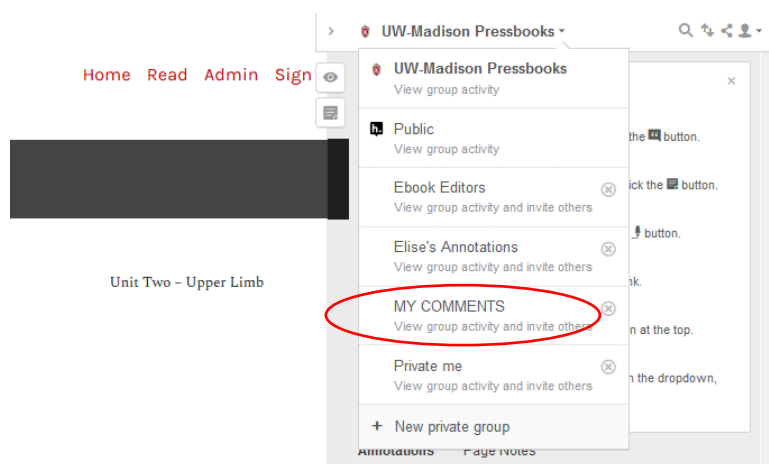 UW-Madison Pressbooks
Home Read Admin Sign
UW-Madison Pressbooks
View group activity
h. Public
View group activity
the button.
Ebook Editors
ick the button.
View group activity and invite others
Elise's Annotations
button.
View group activity and invite others
Unit Two – Upper Limb
nk.
MY COMMENTS
View group activity and invite others
n at the top.
Private me
View group activity and invite others
n the dropdown,
+ New private group
Annotations Page Notes